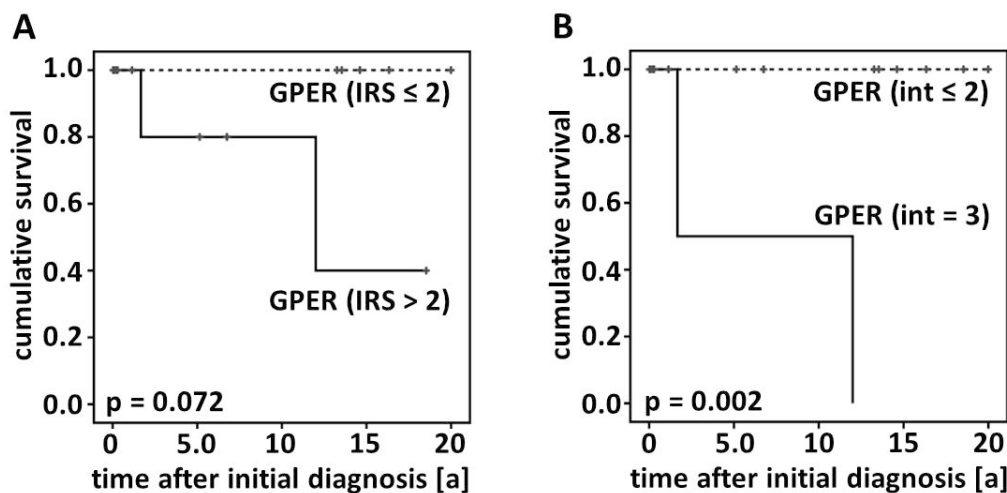 A
cumulative survival
1.0
0.8
0.6
0.4
0.2
0.0
GPER (IRS ≤ 2)
GPER (IRS > 2)
p = 0.072
0 5.0 10 15 20
time after initial diagnosis [a]
B
cumulative survival
1.0
0.8
0.6
0.4
0.2
0.0
GPER (int ≤ 2)
GPER (int = 3)
p = 0.002
0 5.0 10 15 20
time after initial diagnosis [a]